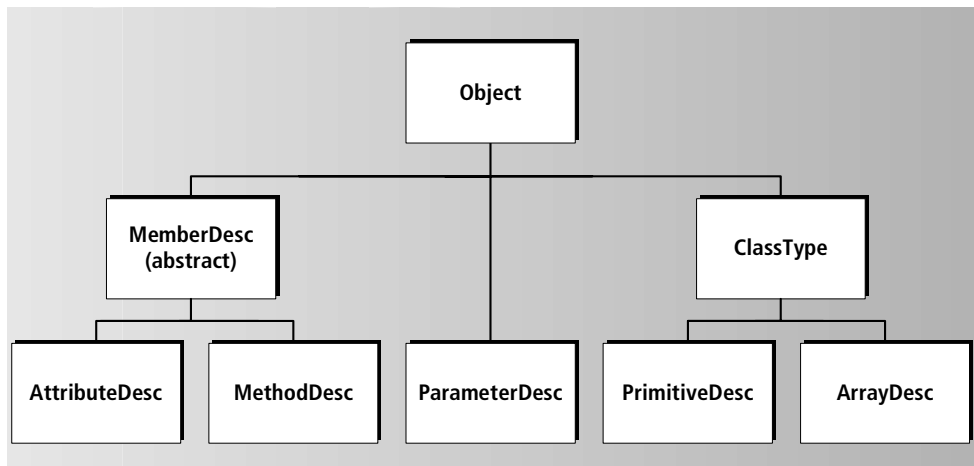 Object
MemberDesc
(abstract)
ClassType
AttributeDesc
MethodDesc
ParameterDesc
PrimitiveDesc
ArrayDesc